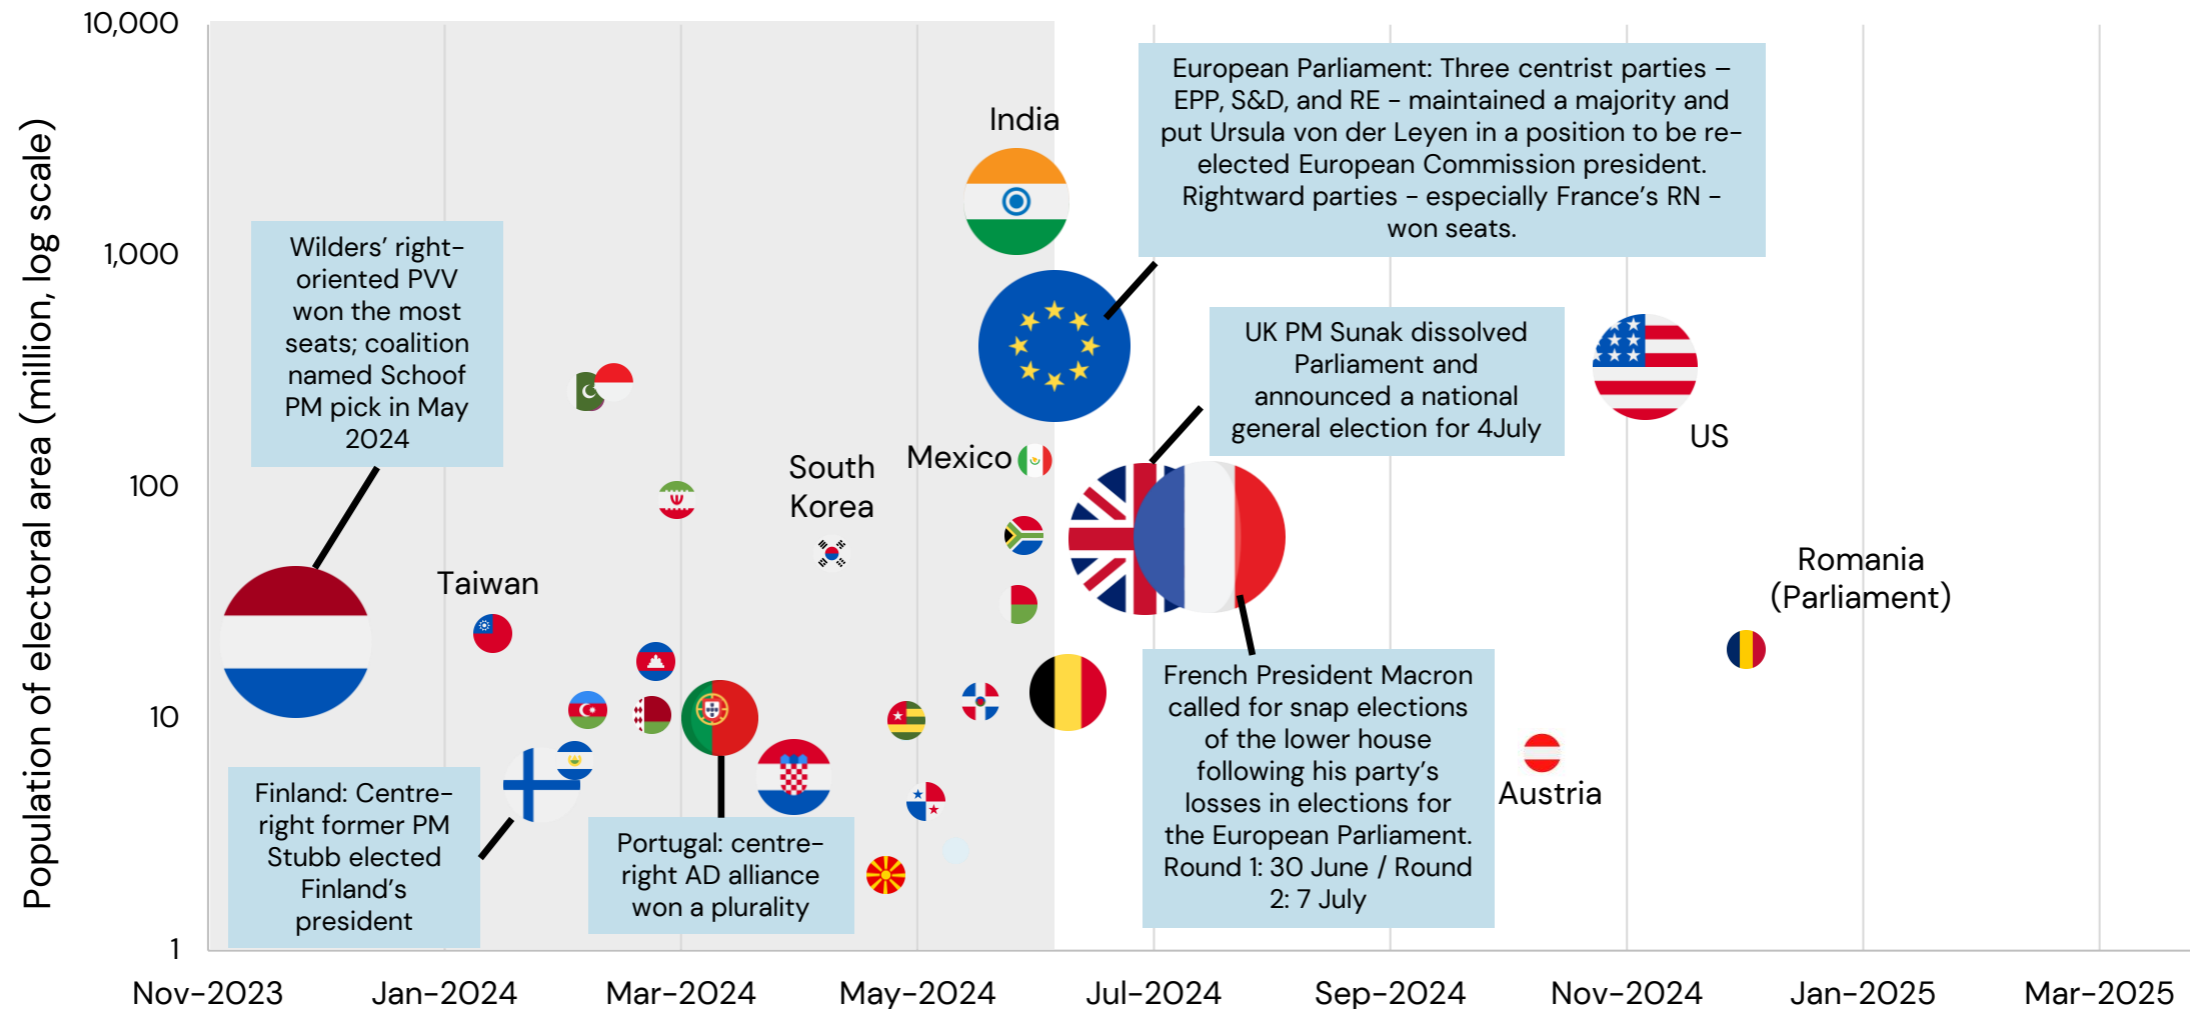 Population of electoral area (million, log scale)
10,000
1,000
100
10
1
Wilders’ right-
oriented PVV
won the most
seats; coalition
named Schoof
PM pick in May
2024
Taiwan
Finland: Centre-
right former PM
Stubb elected
Finland’s
president
Portugal: centre-
right AD alliance
won a plurality
South
Korea
Mexico
India
European Parliament: Three centrist parties –
EPP, S&D, and RE - maintained a majority and
put Ursula von der Leyen in a position to be re-
elected European Commission president.
Rightward parties - especially France’s RN -
won seats.
UK PM Sunak dissolved
Parliament and
announced a national
general election for 4July
French President Macron
called for snap elections
of the lower house
following his party’s
losses in elections for
the European Parliament.
Round 1: 30 June / Round
2: 7 July
US
Austria
Romania
(Parliament)
Nov-2023
Jan-2024
Mar-2024
May-2024
Jul-2024
Sep-2024
Nov-2024
Jan-2025
Mar-2025